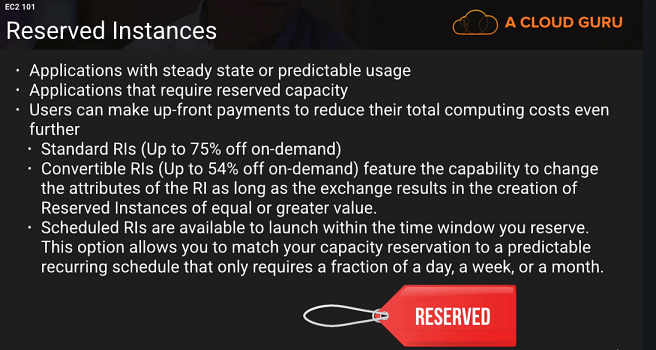 EC2 101
Reserved Instances
A CLOUD GURU
· Applications with steady state or predictable usage
· Applications that require reserved capacity
· Users can make up-front payments to reduce their total computing costs even
further
· Standard RIs (Up to 75% off on-demand)
· Convertible RIs (Up to 54% off on-demand) feature the capability to change
the attributes of the RI as long as the exchange results in the creation of
Reserved Instances of equal or greater value.
· Scheduled RIs are available to launch within the time window you reserve.
This option allows you to match your capacity reservation to a predictable
recurring schedule that only requires a fraction of a day, a week, or a month.
RESERVED